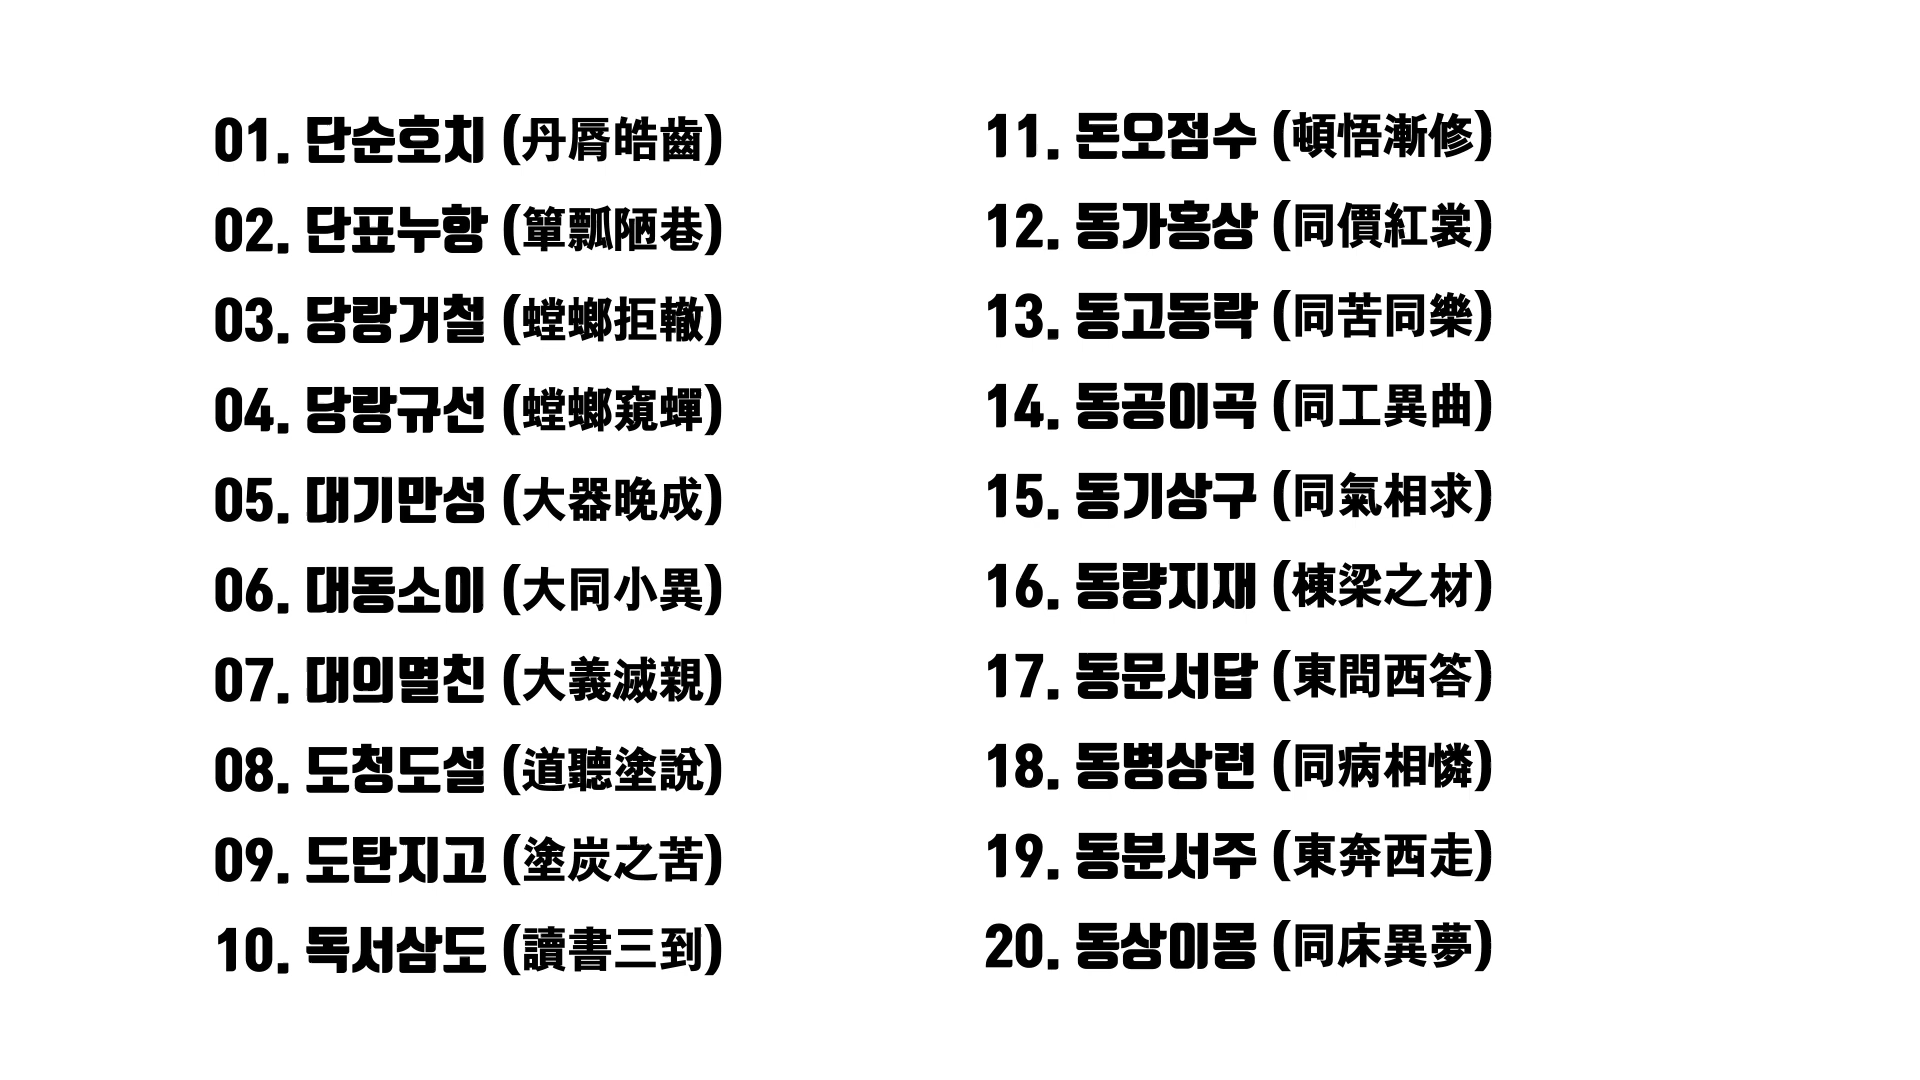 01. 단순호치 (丹脣皓齒)
02. 단표누항 (簞瓢陋巷)
03. 당랑거철 (螳螂拒轍)
04. 당랑규선 (螳螂窺蟬)
05. 대기만성 (大器晩成)
06. 대동소이 (大同小異)
07. 대의멸친 (大義滅親)
08. 도청도설 (道聽塗說)
09. 도탄지고 (塗炭之苦)
10. 독서삼도 (讀書三到)
11. 돈오점수 (頓悟漸修)
12. 동가홍상 (同價紅裳)
13. 동고동락 (同苦同樂)
14. 동공이곡 (同工異曲)
15. 동기상구 (同氣相求)
16. 동량지재 (棟梁之材)
17. 동문서답 (東問西答)
18. 동병상련 (同病相憐)
19. 동분서주 (東奔西走)
20. 동상이몽 (同床異夢)